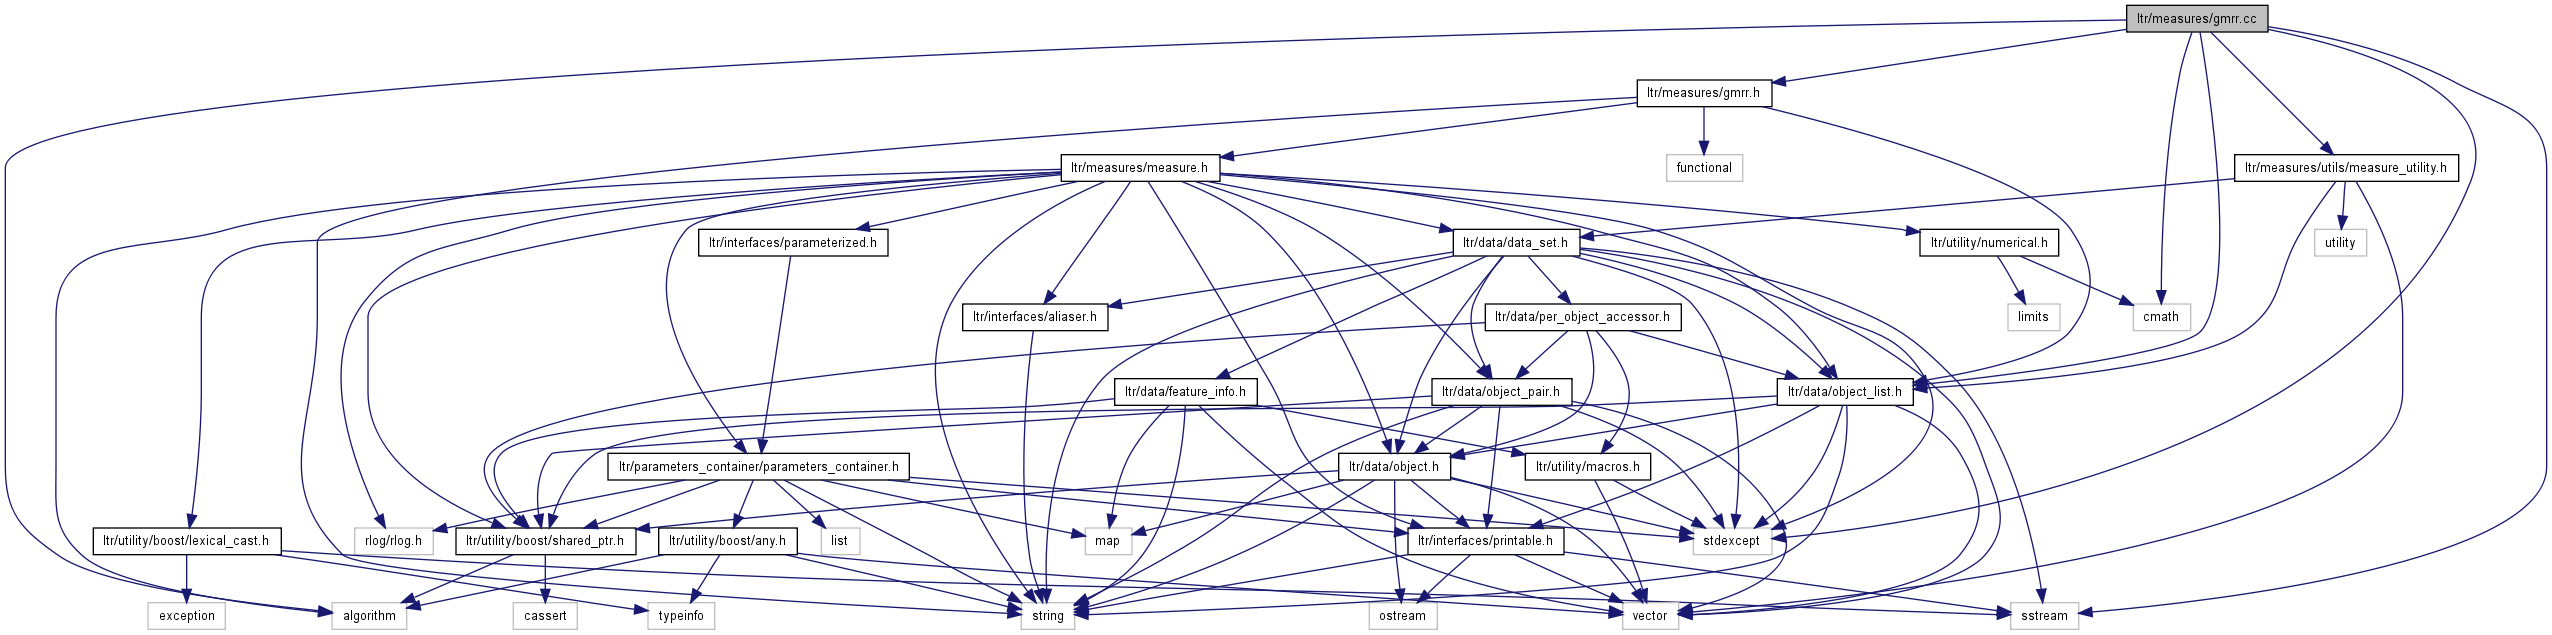 ltr/measures/gmrr.cc
ltr/measures/gmrr.h
ltr/measures/measure.h
functional
ltr/measures/utils/measure_utility.h
ltr/interfaces/parameterized.h
ltr/data/data_set.h
ltr/utility/numerical.h
utility
ltr/interfaces/aliaser.h
ltr/data/per_object_accessor.h
limits
cmath
ltr/data/feature_info.h
ltr/data/object_pair.h
ltr/data/object_list.h
ltr/parameters_container/parameters_container.h
ltr/data/object.h
ltr/utility/macros.h
ltr/utility/boost/lexical_cast.h
rlog/rlog.h
ltr/utility/boost/shared_ptr.h
ltr/utility/boost/any.h
list
map
ltr/interfaces/printable.h
stdexcept
exception
algorithm
cassert
typeinfo
string
ostream
vector
sstream